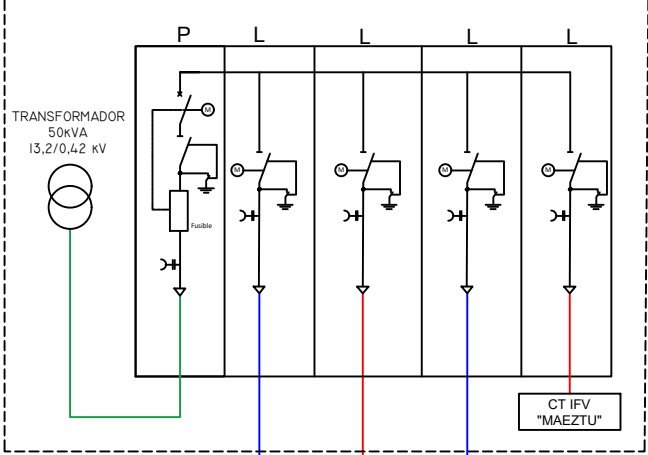 P
L
L
L
L
TRANSFORMADOR
50KVA
13,2/0,42 KV
M
M
M
M
M
Fusible
CT IFV
"MAEZTU"